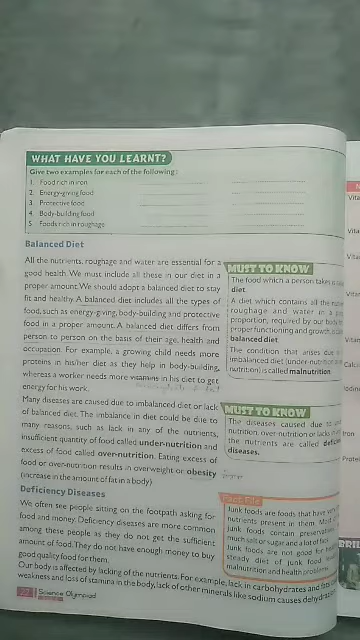 WHAT HAVE YOU LEARNT?
Give two examples for each of the following:
1. Food rich in iron
2. Energy-giving food
3. Protective food
4. Body-building food
5. Foods rich in roughage
Balanced Diet
All the nutrients, roughage and water are essential for a
good health. We must include all these in our diet in a
proper amount. We should adopt a balanced diet to stay
fit and healthy. A balanced diet includes all the types of
food, such as energy-giving, body-building and protective
food in a proper amount. A balanced diet differs from
person to person on the basis of their age, health and
occupation. For example, a growing child needs more
proteins in his/her diet as they help in body-building,
whereas a worker needs more vitamins in his diet to get
energy for his work.
Many diseases are caused due to imbalanced diet or lack
of balanced diet. The imbalance in diet could be due to
many reasons, such as lack in any of the nutrients,
insufficient quantity of food called under-nutrition and
excess of food called over-nutrition. Eating excess of
food or over-nutrition results in overweight or obesity
(increase in the amount of fat in a body)
Deficiency Diseases
We often see people sitting on the footpath asking for
food and money. Deficiency diseases are more common
among these people as they do not get the sufficient
amount of food. They do not have enough money to buy
good quality food for them.
Our body is affected by lacking of the nutrients. For example, lack in carbohydrates and fats
weakness and loss of stamina in the body, lack of other minerals like sodium causes dehydration
MUST TO KNOW
The food which a person takes is
diet.
A diet which contains all the
roughage and water in a
proportion, required by our body
proper functioning and growth, is
balanced diet
The condition that arises due
imbalanced diet (under-nutrition
nutrition) is called malnutrition.
MUST TO KNOW
The diseases caused due to
nutrition, over-nutrition or lacks
the nutrients are called
diseases.
Fact File
Junk foods are foods that have very
nutrients present in them. Most
junk foods contain preservatives
much salt or sugar and a lot of fat.
Junk foods are not good for
steady diet of junk food
malnutrition and health problems
22
Science Olympiad
Vita
Vita
Vita
Iron